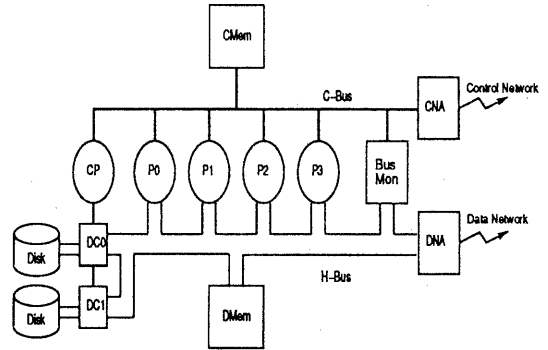 CMem
C-Bus
CNA
Control Network
CP
P0
P1
P2
P3
Bus
Mon
Disk
DC0
DNA
Data Network
H-Bus
Disk
DC1
DMem